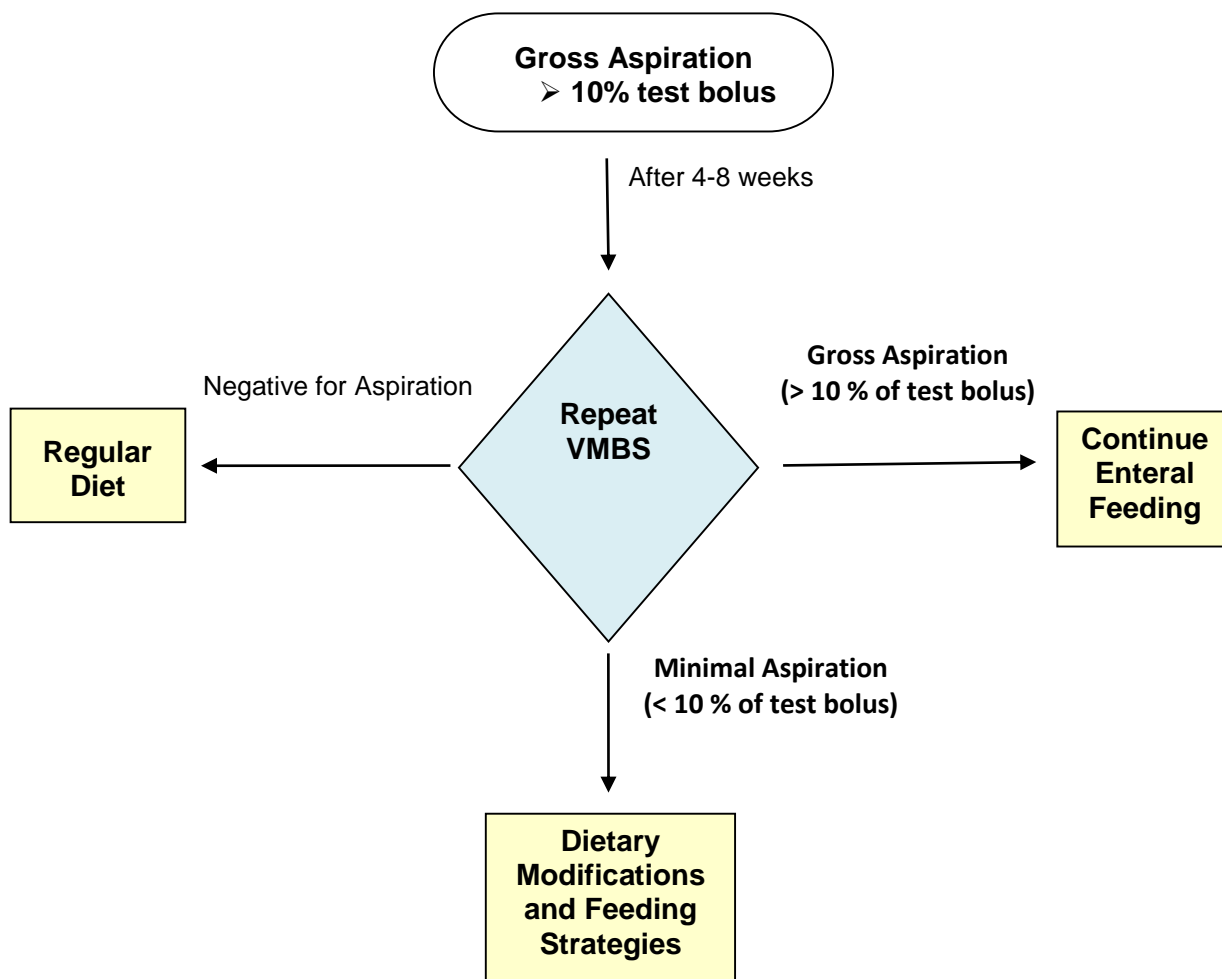 Gross Aspiration
➢ 10% test bolus
After 4-8 weeks
Negative for Aspiration
Gross Aspiration
(> 10 % of test bolus)
Repeat
VMBS
Regular
Diet
Continue
Enteral
Feeding
Minimal Aspiration
(< 10 % of test bolus)
Dietary
Modifications
and Feeding
Strategies